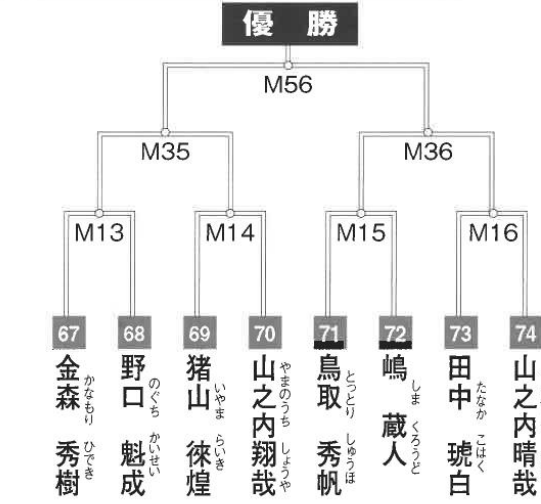 優 勝
M56
M35 M36
M13 M14 M15 M16
67 68 69 70 71 72 73 74
金森 秀樹
かなもり ひでき
野口 魁成
のぐち かいせい
猪山 徠煌
いやま らいき
山之内翔哉
やまのうち しょうや
鳥取 秀帆
とっとり しゅうほ
嶋 蔵人
しま くろうど
田中 琥白
たなか こはく
山之内晴哉